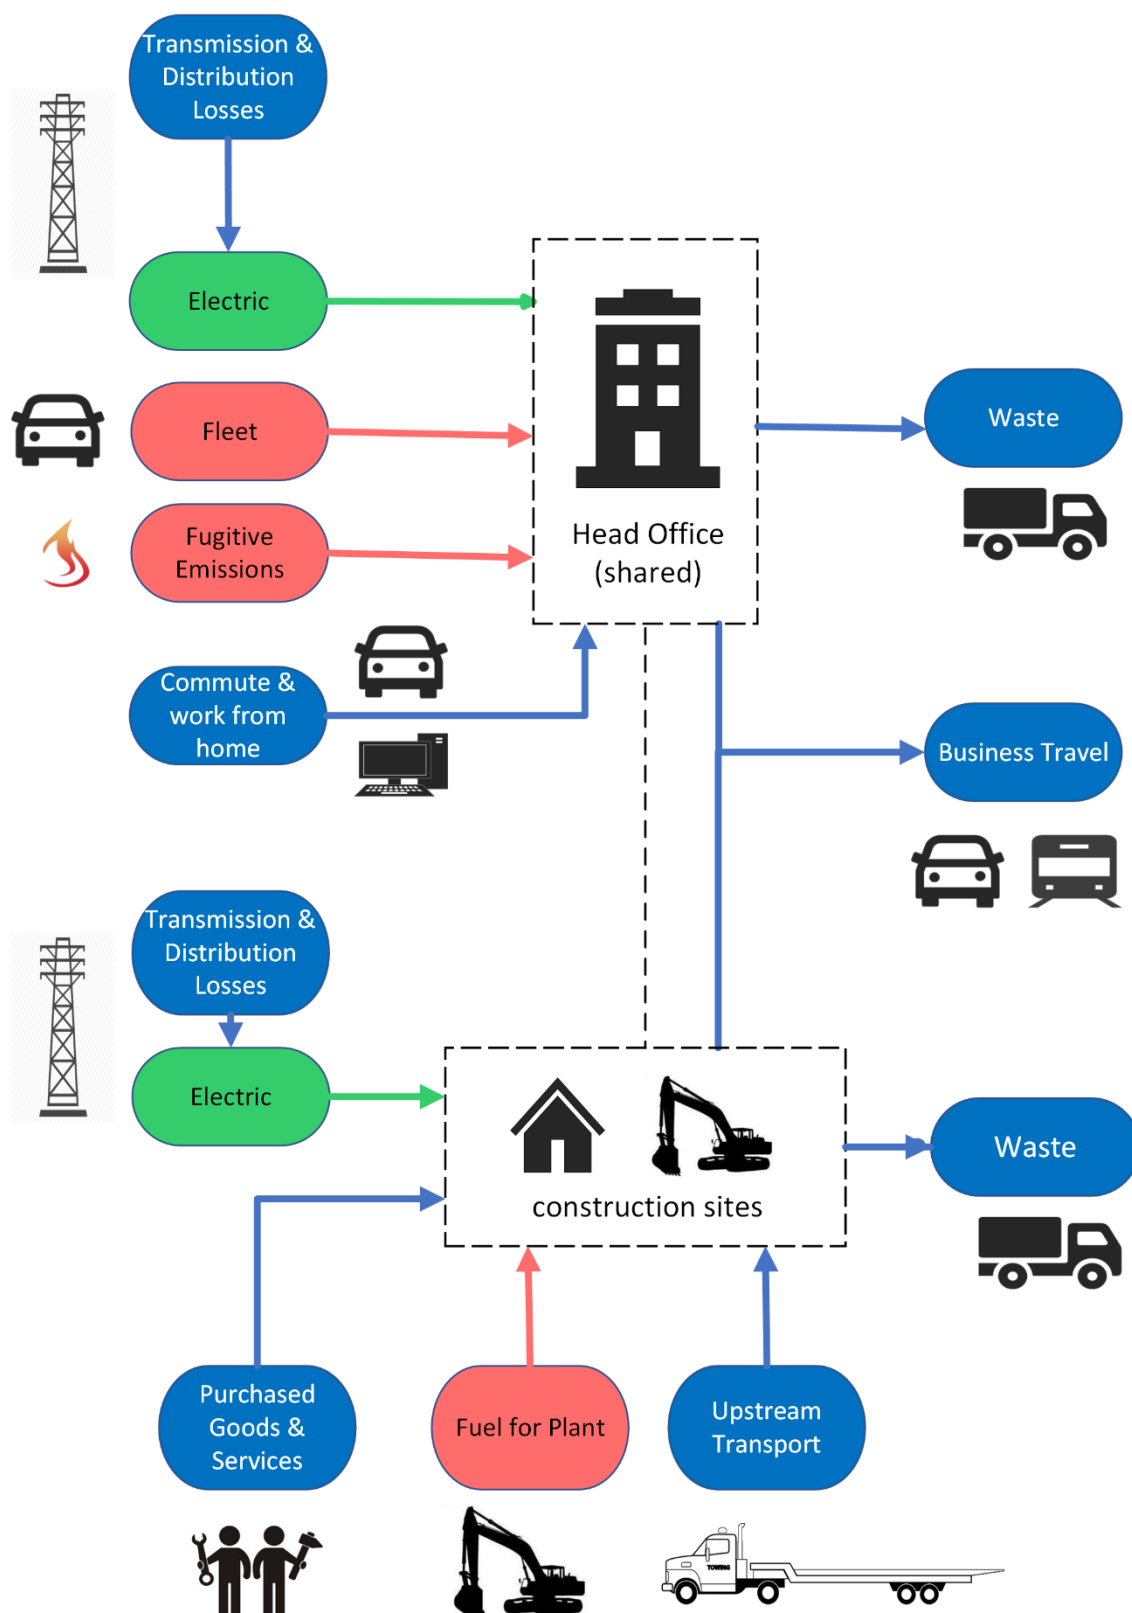 Transmission &
Distribution
Losses
Electric
Fleet
Fugitive
Emissions
Head Office
(shared)
Waste
Commute &
work from
home
Business Travel
Transmission &
Distribution
Losses
Electric
construction sites
Waste
Purchased
Goods &
Services
Fuel for Plant
Upstream
Transport
TOWING